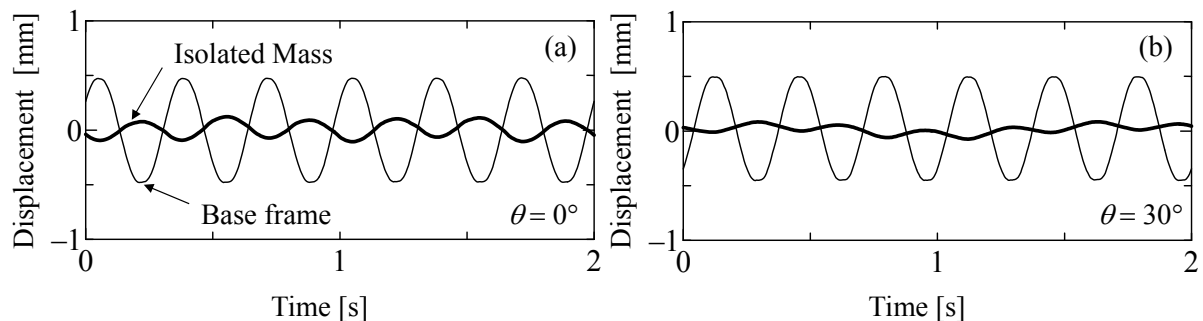 1
(a)
Isolated Mass
Displacement [mm]
0
Base frame
θ = 0°
−1
0
1
2
Time [s]
1
(b)
Displacement [mm]
0
θ = 30°
−1
0
1
2
Time [s]